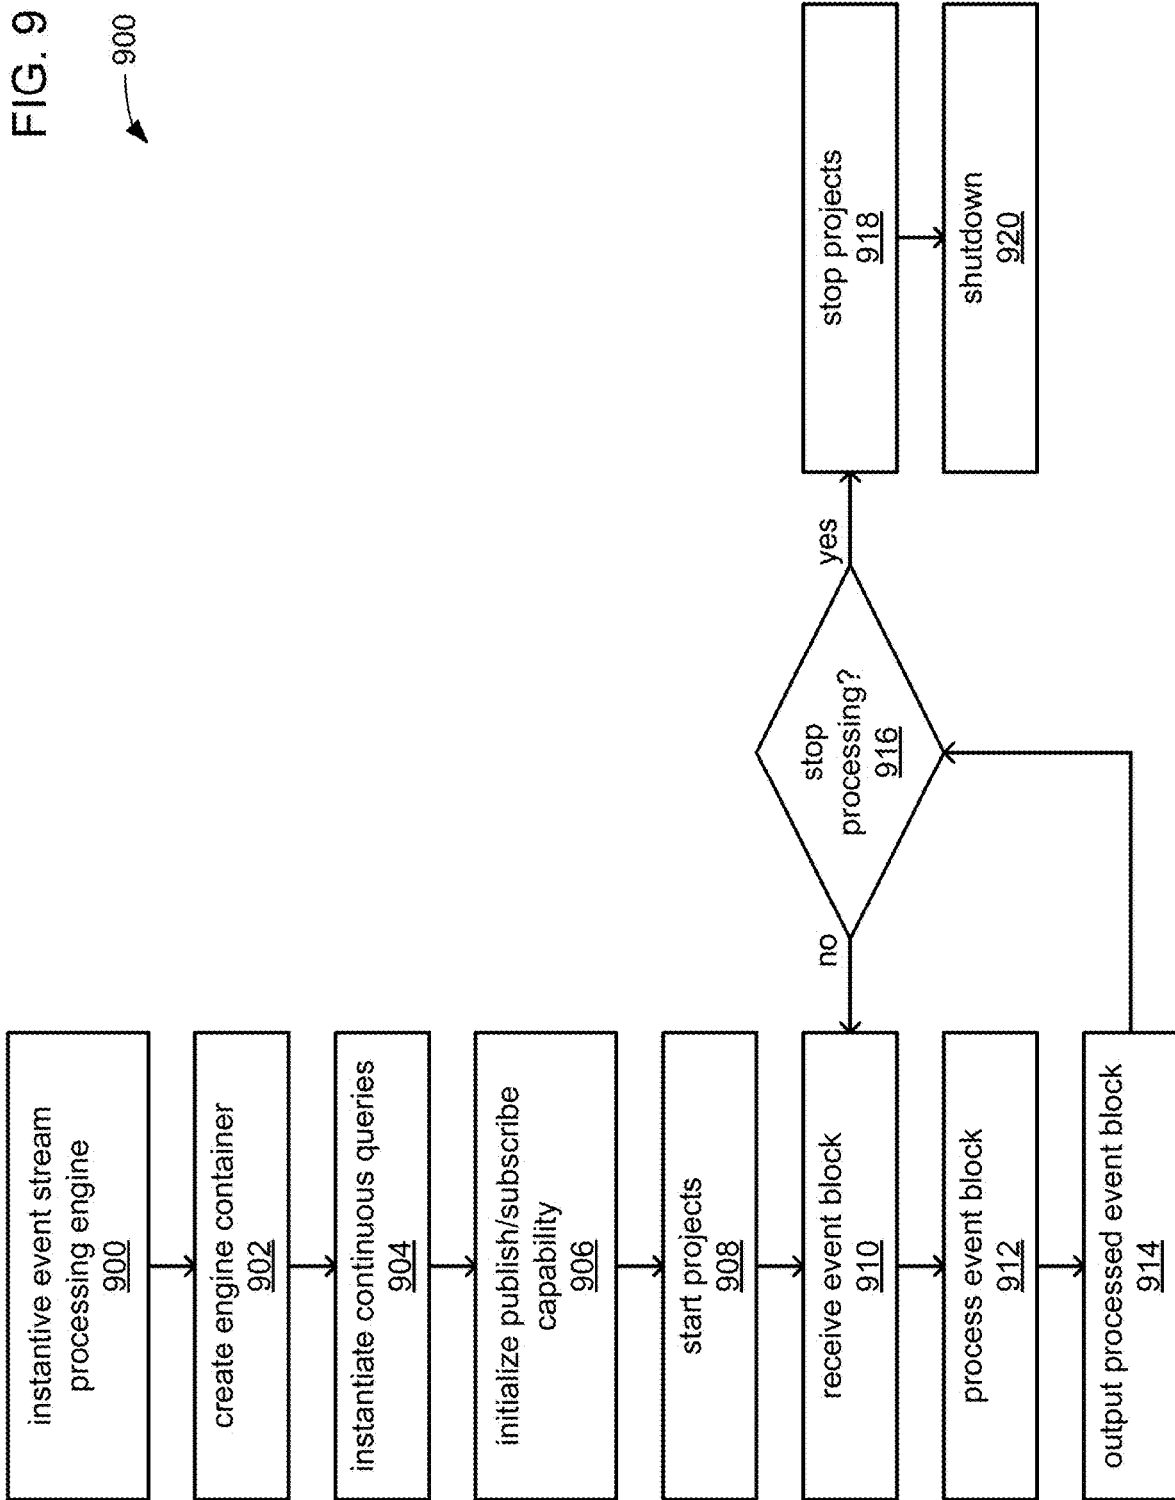 FIG. 9
900
instantive event stream
processing engine
900
create engine container
902
instantiate continuous queries
904
initialize publish/subscribe
capability
906
start projects
908
receive event block
910
process event block
912
output processed event block
914
no
stop
processing?
916
yes
stop projects
918
shutdown
920